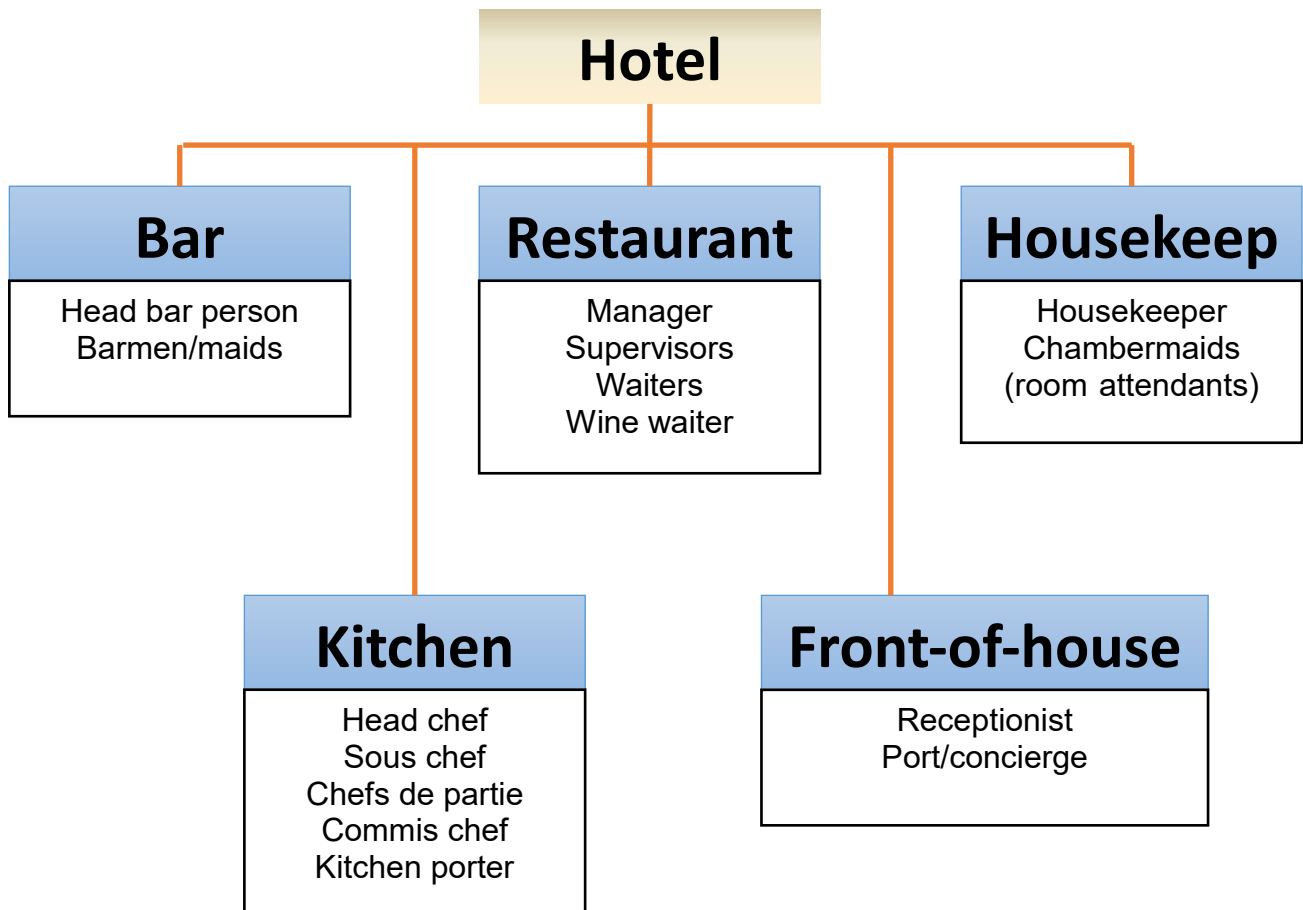 Hotel
Bar
Head bar person
Barmen/maids
Restaurant
Manager
Supervisors
Waiters
Wine waiter
Housekeep
Housekeeper
Chambermaids
(room attendants)
Kitchen
Head chef
Sous chef
Chefs de partie
Commis chef
Kitchen porter
Front-of-house
Receptionist
Port/concierge